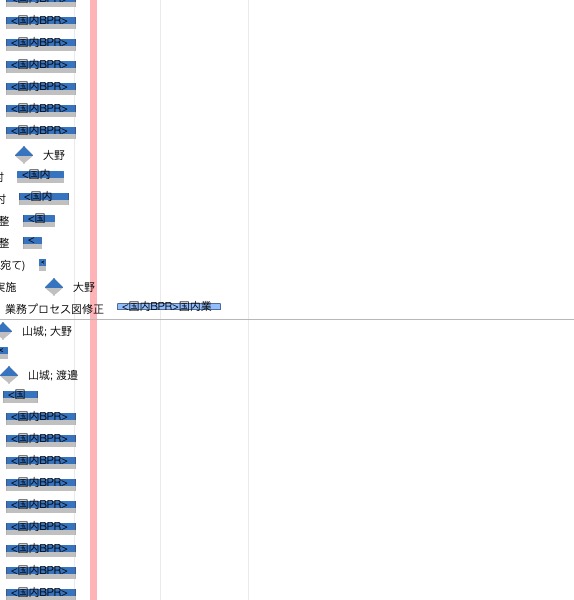 <国内BPR>
<国内BPR>
<国内BPR>
<国内BPR>
<国内BPR>
<国内BPR>
大野
付 <国内
付 <国内
整 <国
整 <
宛て) <
実施 大野
業務プロセス図修正 <国内BPR>国内業
山城; 大野
<
山城; 渡邉
<国
<国内BPR>
<国内BPR>
<国内BPR>
<国内BPR>
<国内BPR>
<国内BPR>
<国内BPR>
<国内BPR>
<国内BPR>